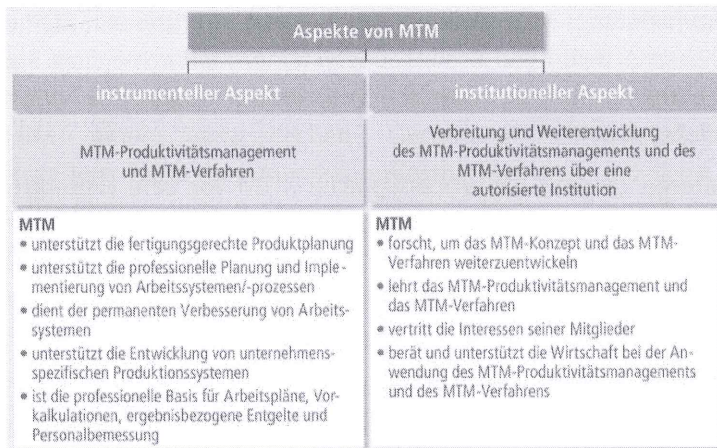 Aspekte von MTM
instrumenteller Aspekt
MTM-Produktivitätsmanagement
und MTM-Verfahren
MTM
• unterstützt die fertigungsgerechte Produktplanung
• unterstützt die professionelle Planung und Imple-
mentierung von Arbeitssystemen/-prozessen
• dient der permanenten Verbesserung von Arbeits-
systemen
• unterstützt die Entwicklung von unternehmens-
spezifischen Produktionssystemen
• ist die professionelle Basis für Arbeitspläne, Vor-
kalkulationen, ergebnisbezogene Entgelte und
Personalbemessung
institutioneller Aspekt
Verbreitung und Weiterentwicklung
des MTM-Produktivitätsmanagements und des
MTM-Verfahrens über eine
autorisierte Institution
MTM
• forscht, um das MTM-Konzept und das MTM-
Verfahren weiterzuentwickeln
• lehrt das MTM-Produktivitätsmanagement und
das MTM-Verfahren
• vertritt die Interessen seiner Mitglieder
• berät und unterstützt die Wirtschaft bei der An-
wendung des MTM-Produktivitätsmanagements
und des MTM-Verfahrens